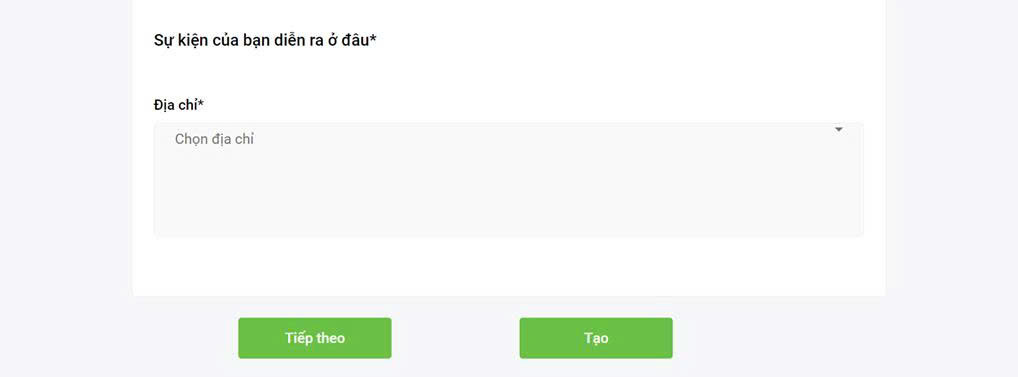 Sự kiện của bạn diễn ra ở đâu*
Địa chỉ*
Chọn địa chỉ
Tiếp theo
Tạo